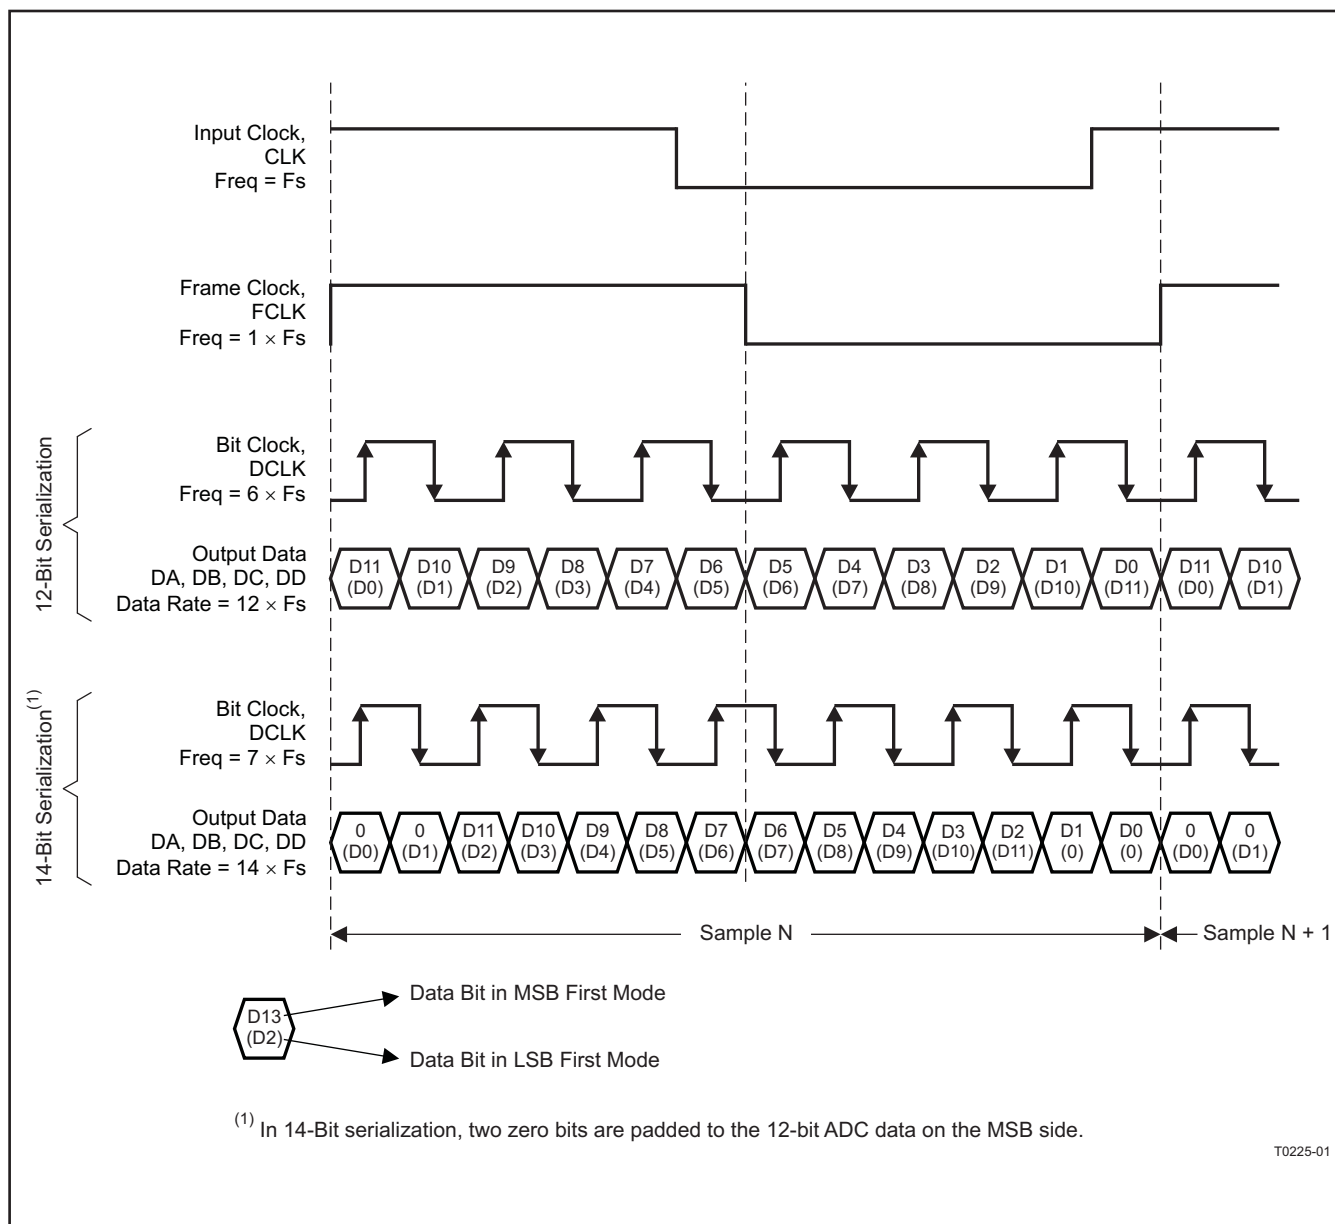 Input Clock,
CLK
Freq = Fs
Frame Clock,
FCLK
Freq = 1 × Fs
12-Bit Serialization
Bit Clock,
DCLK
Freq = 6 × Fs
Output Data
DA, DB, DC, DD
Data Rate = 12 × Fs
D11 D10 D9 D8 D7 D6 D5 D4 D3 D2 D1 D0 D11 D10
(D0) (D1) (D2) (D3) (D4) (D5) (D6) (D7) (D8) (D9) (D10) (D11) (D0) (D1)
14-Bit Serialization(1)
Bit Clock,
DCLK
Freq = 7 × Fs
Output Data
DA, DB, DC, DD
Data Rate = 14 × Fs
0 0 D11 D10 D9 D8 D7 D6 D5 D4 D3 D2 D1 D0 0 0
(D0) (D1) (D2) (D3) (D4) (D5) (D6) (D7) (D8) (D9) (D10) (D11) (0) (0) (D0) (D1)
Sample N
Sample N + 1
D13
(D2)
Data Bit in MSB First Mode
Data Bit in LSB First Mode
(1) In 14-Bit serialization, two zero bits are padded to the 12-bit ADC data on the MSB side.
T0225-01